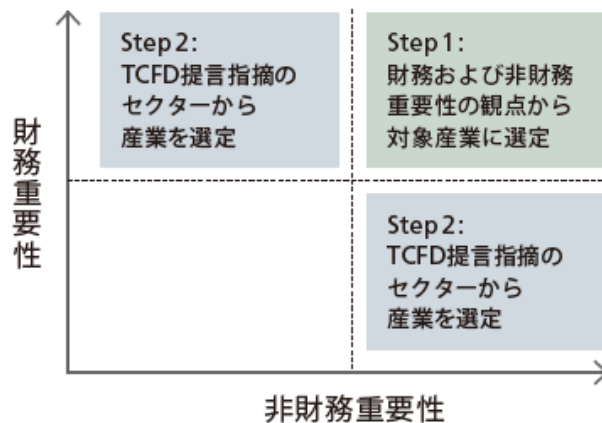 Step 2:
TCFD提言指摘の
セクターから
産業を選定
Step 1:
財務および非財務
重要性の観点から
対象産業に選定
Step 2:
TCFD提言指摘の
セクターから
産業を選定
財務重要性
非財務重要性